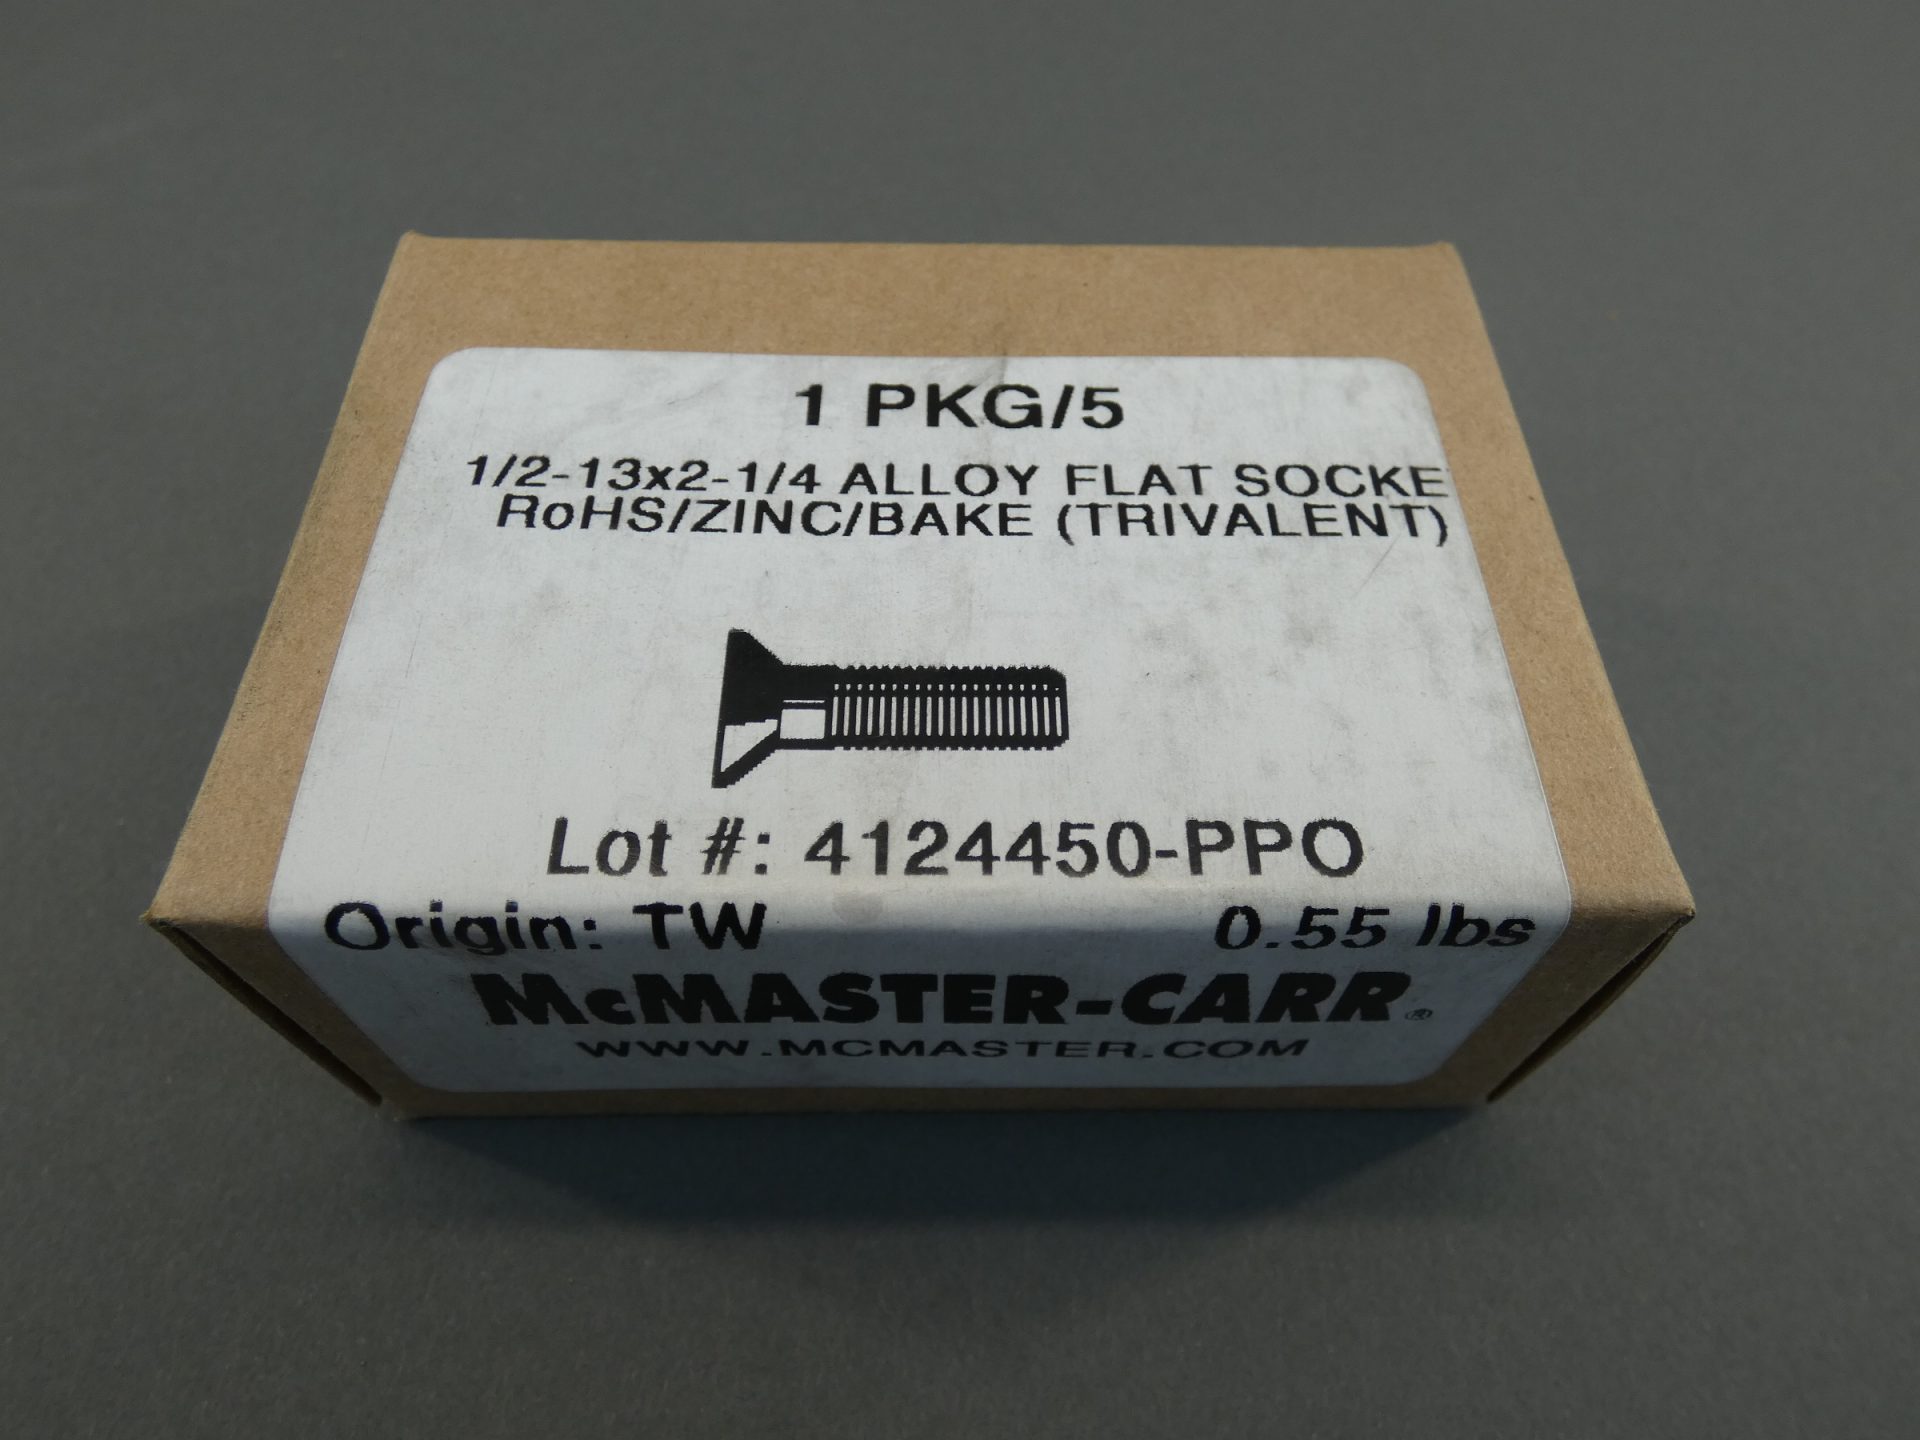 1 PKG/5
1/2-13x2-1/4 ALLOY FLAT SOCKE
RoHS/ZINC/BAKE (TRIVALENT)
Lot #: 4124450-PPO
Origin: TW 0.55 lbs
McMASTER-CARR®
WWW.MCMASTER.COM